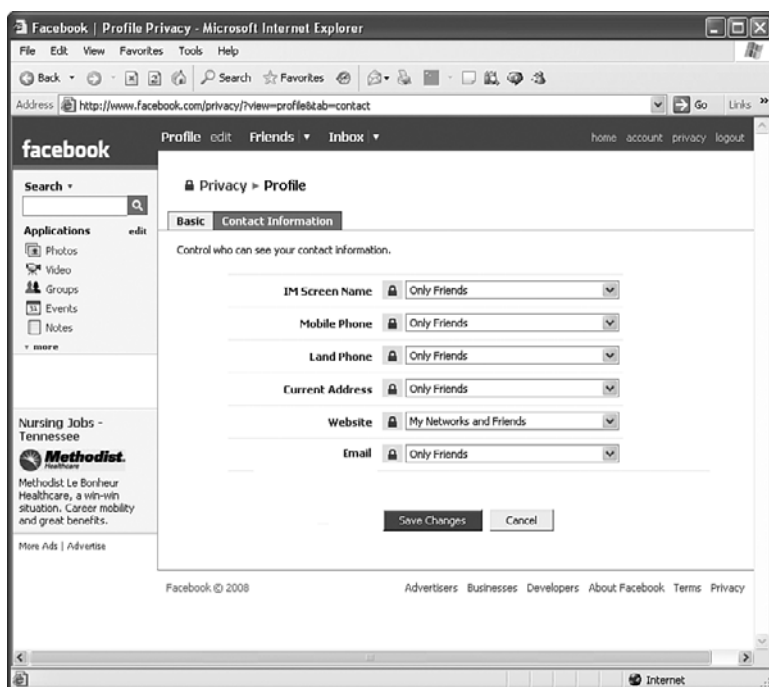 Facebook | Profile Privacy - Microsoft Internet Explorer
File Edit View Favorites Tools Help
Back Search Favorites
Address http://www.facebook.com/privacy/?view=profile&tab=contact Go Links »
facebook
Profile edit Friends Inbox
home account privacy logout
Search
Applications edit
Photos
Video
Groups
31 Events
Notes
more
Nursing Jobs -
Tennessee
Methodist.
Healthcare
Methodist Le Bonheur
Healthcare, a win-win
situation. Career mobility
and great benefits.
More Ads | Advertise
Privacy ► Profile
Basic Contact Information
Control who can see your contact information.
IM Screen Name Only Friends
Mobile Phone Only Friends
Land Phone Only Friends
Current Address Only Friends
Website My Networks and Friends
Email Only Friends
Save Changes Cancel
Facebook © 2008
Advertisers Businesses Developers About Facebook Terms Privacy
Internet